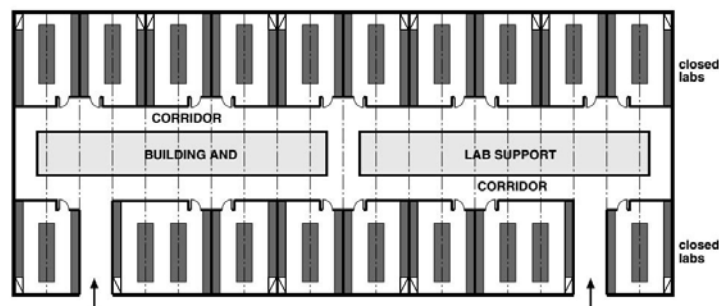 closed
labs
CORRIDOR
BUILDING AND
LAB SUPPORT
CORRIDOR
closed
labs